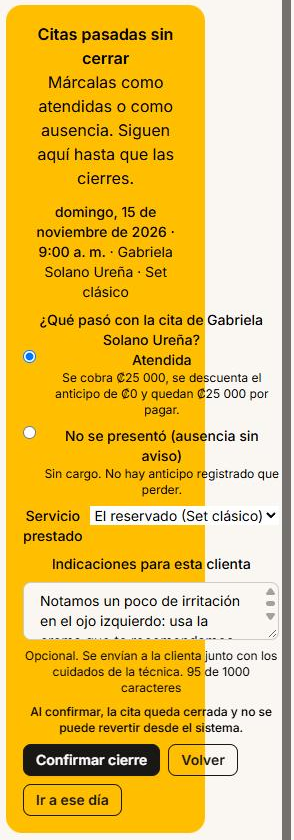 Citas pasadas sin
cerrar
Márcalas como
atendidas o como
ausencia. Siguen
aquí hasta que las
cierres.
domingo, 15 de
noviembre de 2026 ·
9:00 a. m. · Gabriela
Solano Ureña · Set
clásico
¿Qué pasó con la cita de Gabriela
Solano Ureña?
Atendida
Se cobra ₡25 000, se descuenta el
anticipo de ₡0 y quedan ₡25 000 por
pagar.
No se presentó (ausencia sin
aviso)
Sin cargo. No hay anticipo registrado que
perder.
Servicio prestado
El reservado (Set clásico)
Indicaciones para esta clienta
Notamos un poco de irritación
en el ojo izquierdo: usa la
Opcional. Se envían a la clienta junto con los
cuidados de la técnica. 95 de 1000
caracteres
Al confirmar, la cita queda cerrada y no se
puede revertir desde el sistema.
Confirmar cierre
Volver
Ir a ese día